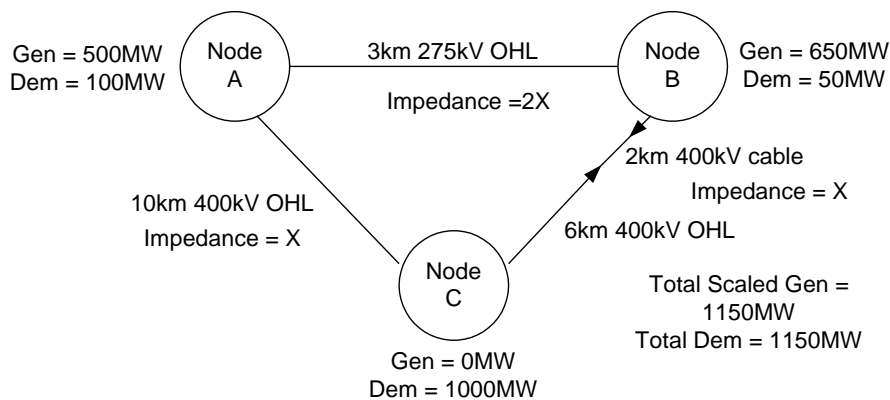 Gen = 500MW
Dem = 100MW
Node
A
3km 275kV OHL
Impedance =2X
Node
B
Gen = 650MW
Dem = 50MW
2km 400kV cable
Impedance = X
10km 400kV OHL
Impedance = X
6km 400kV OHL
Node
C
Gen = 0MW
Dem = 1000MW
Total Scaled Gen =
1150MW
Total Dem = 1150MW